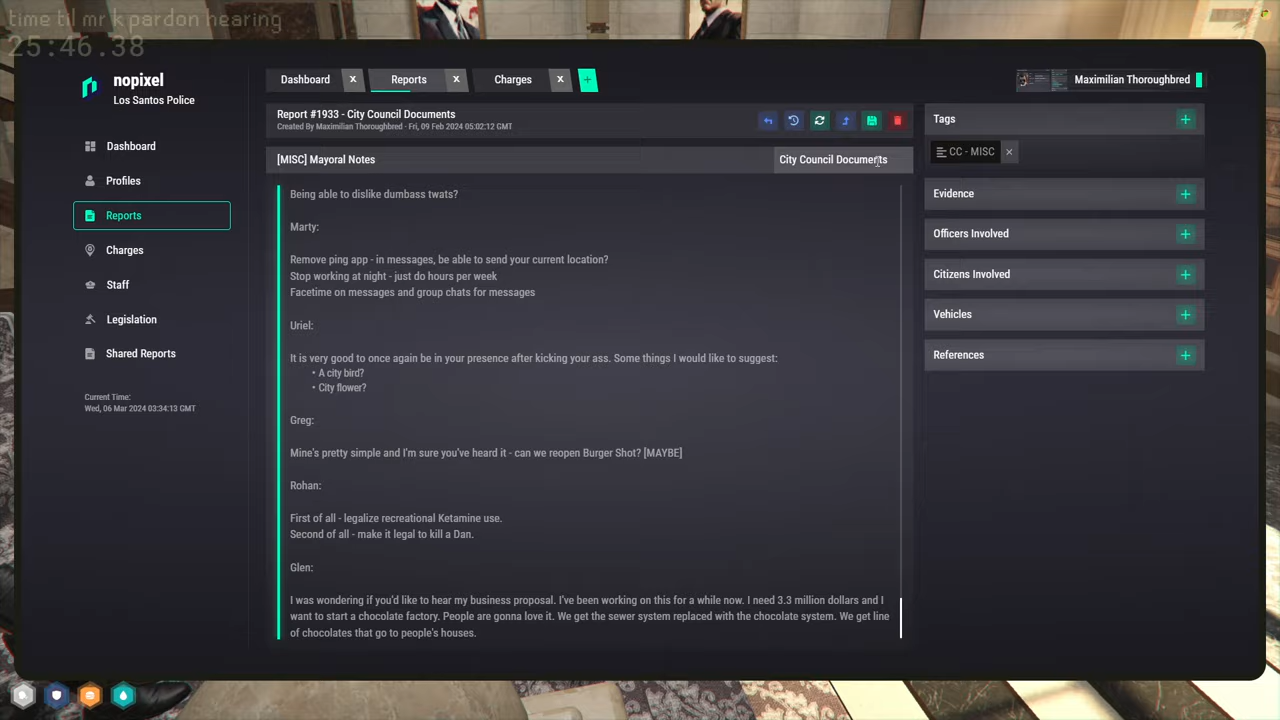 time til mr k pardon hearing
25:46.38
nopixel
Los Santos Police
Dashboard
Profiles
Reports
Charges
Staff
Legislation
Shared Reports
Current Time:
Wed, 06 Mar 2024 03:34:13 GMT
Dashboard x Reports x Charges x +
Maximilian Thoroughbred
Report #1933 - City Council Documents
Created By Maximilian Thoroughbred - Fri, 09 Feb 2024 05:02:12 GMT
[MISC] Mayoral Notes
City Council Documents
Being able to dislike dumbass twats?
Marty:
Remove ping app - in messages, be able to send your current location?
Stop working at night - just do hours per week
Facetime on messages and group chats for messages
Uriel:
It is very good to once again be in your presence after kicking your ass. Some things I would like to suggest:
• A city bird?
• City flower?
Greg:
Mine's pretty simple and I'm sure you've heard it - can we reopen Burger Shot? [MAYBE]
Rohan:
First of all - legalize recreational Ketamine use.
Second of all - make it legal to kill a Dan.
Glen:
I was wondering if you'd like to hear my business proposal. I've been working on this for a while now. I need 3.3 million dollars and I
want to start a chocolate factory. People are gonna love it. We get the sewer system replaced with the chocolate system. We get line
of chocolates that go to people's houses.
Tags +
CC - MISC x
Evidence +
Officers Involved +
Citizens Involved +
Vehicles +
References +